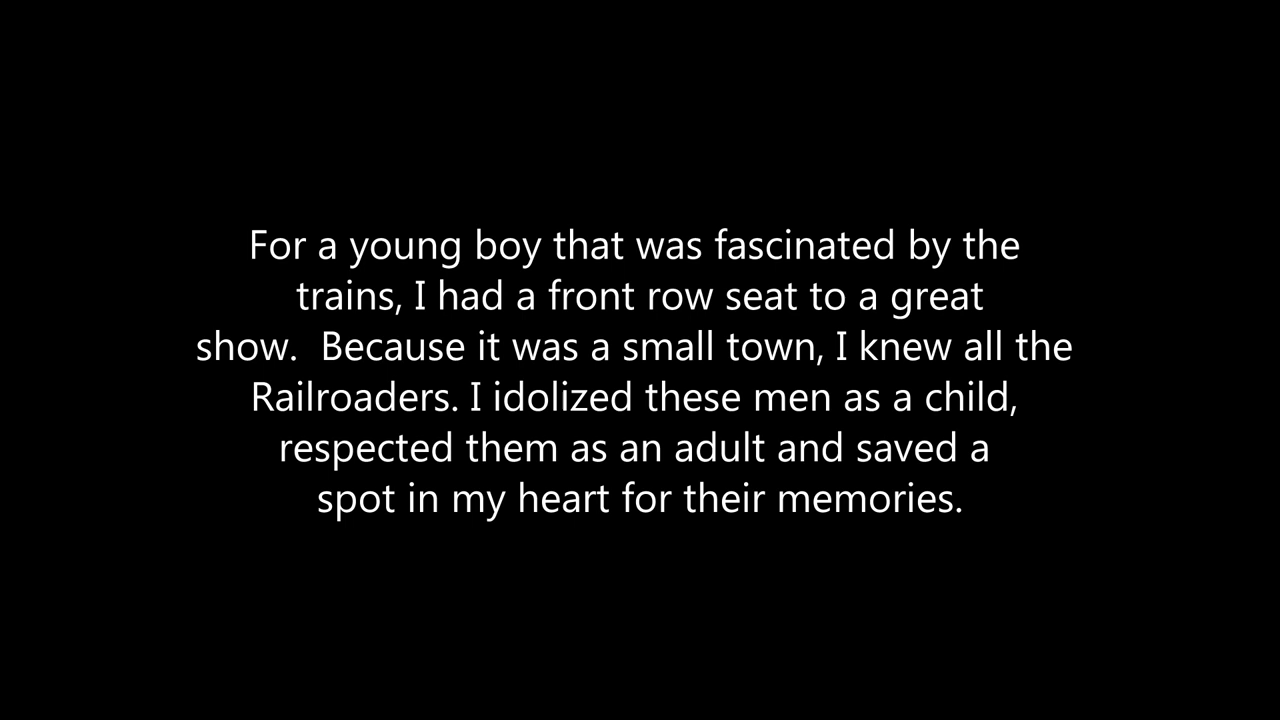 For a young boy that was fascinated by the
trains, I had a front row seat to a great
show.  Because it was a small town, I knew all the
Railroaders. I idolized these men as a child,
respected them as an adult and saved a
spot in my heart for their memories.